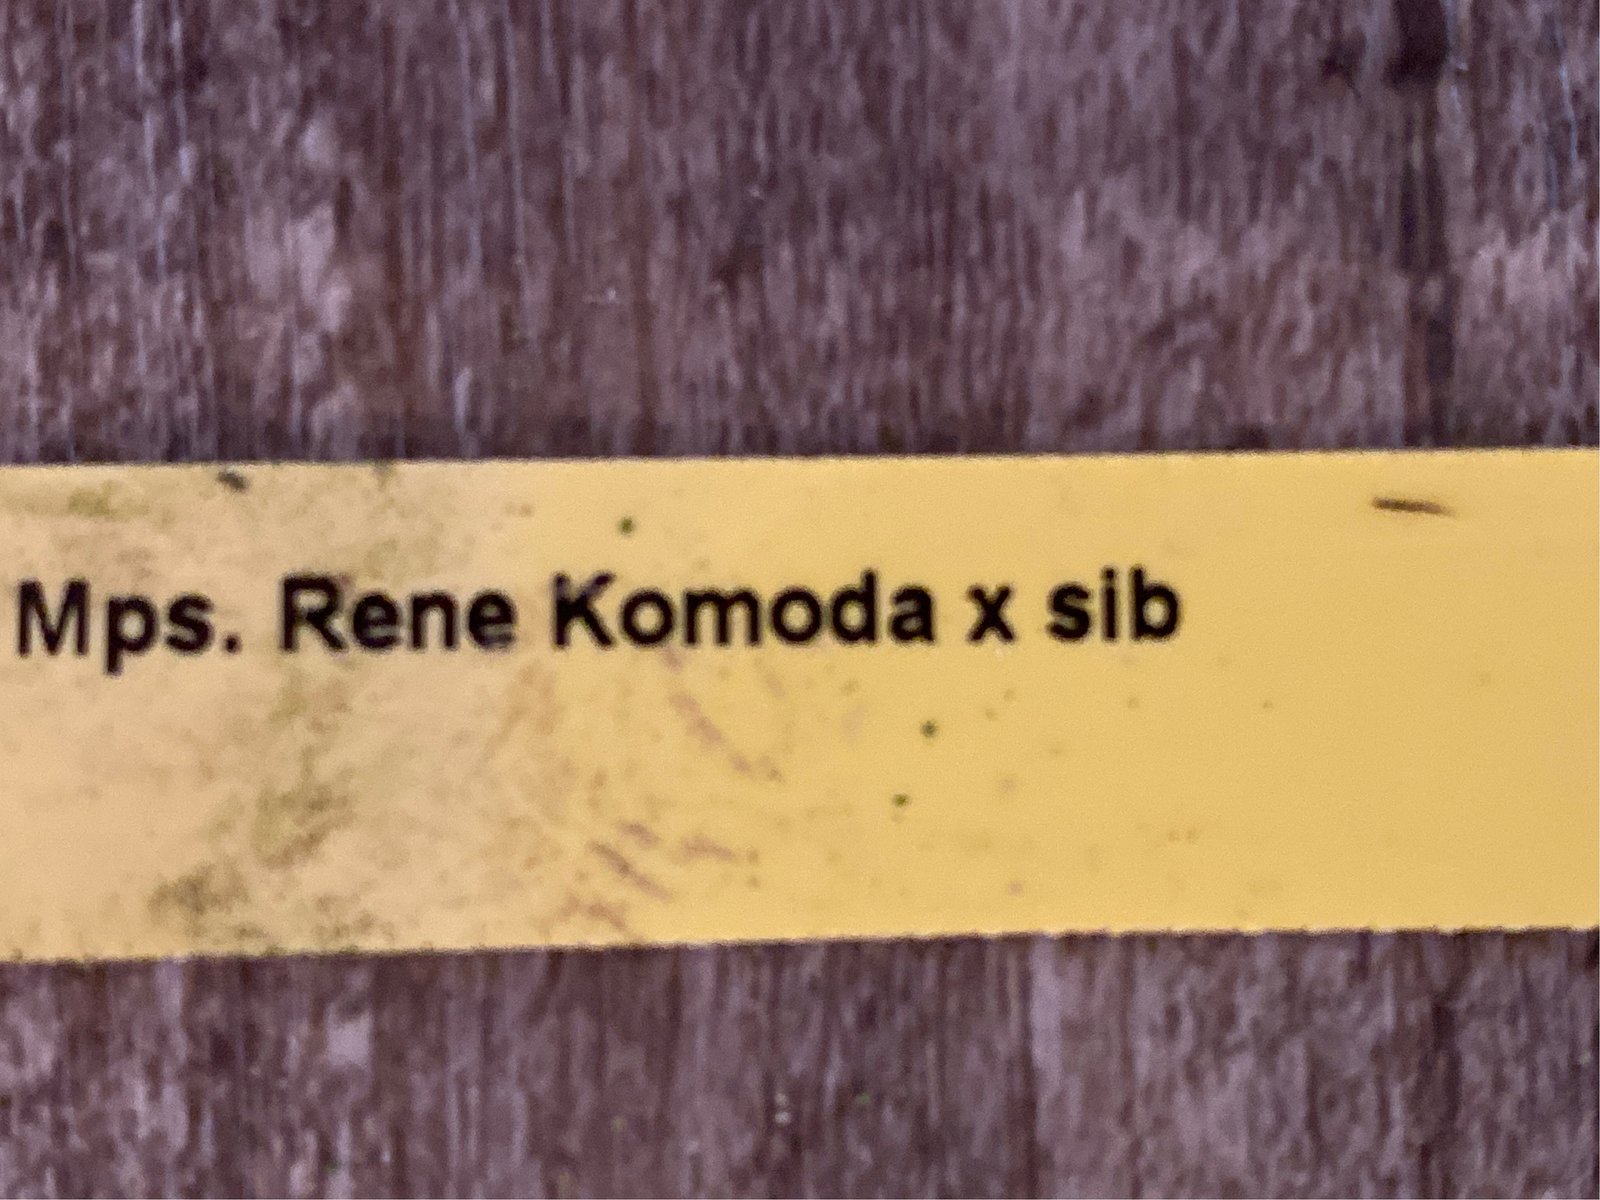 Mps. Rene Komoda x sib